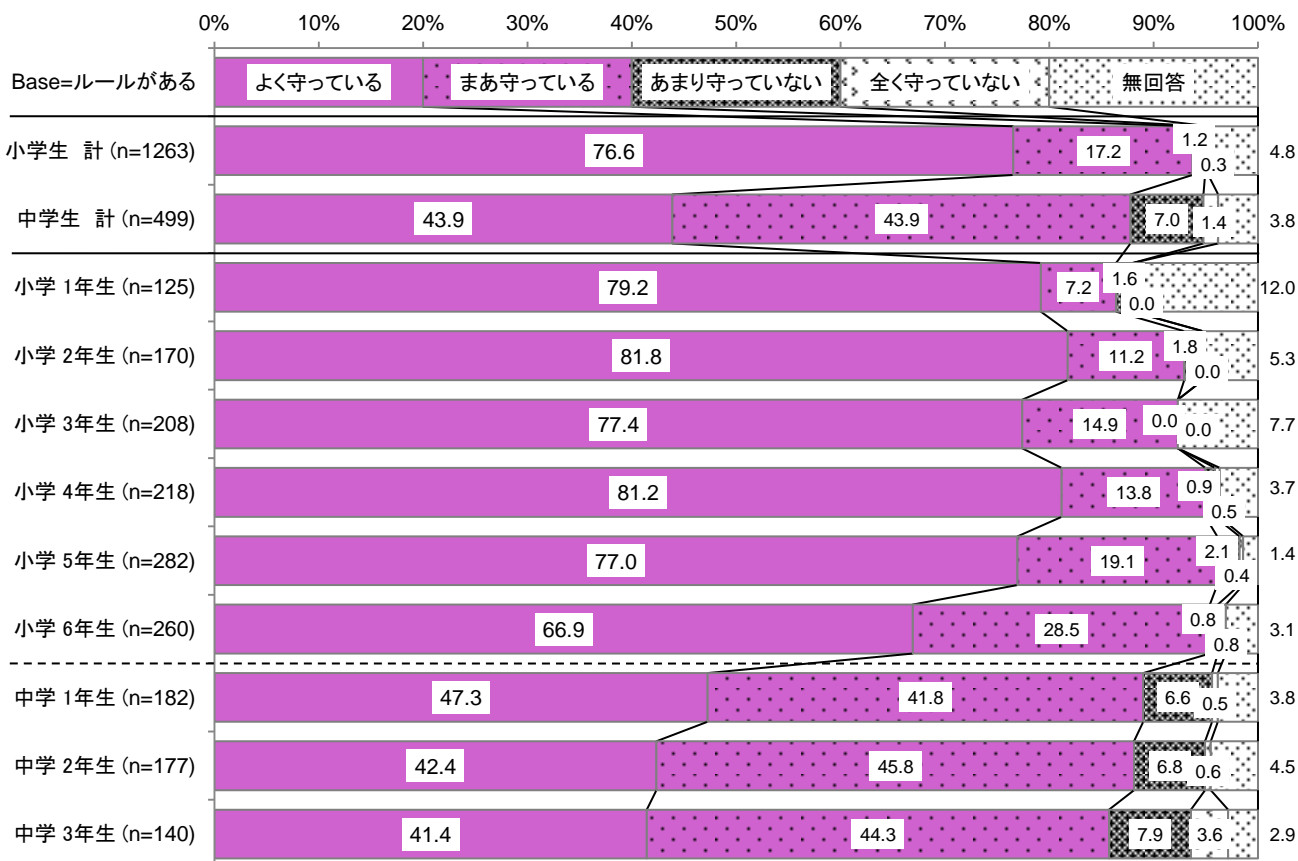 0% 10% 20% 30% 40% 50% 60% 70% 80% 90% 100%
Base=ルールがある よく守っている まあ守っている あまり守っていない 全く守っていない 無回答
小学生 計 (n=1263) 76.6 17.2 1.2 0.3 4.8
中学生 計 (n=499) 43.9 43.9 7.0 1.4 3.8
小学 1年生 (n=125) 79.2 7.2 1.6 0.0 12.0
小学 2年生 (n=170) 81.8 11.2 1.8 0.0 5.3
小学 3年生 (n=208) 77.4 14.9 0.0 0.0 7.7
小学 4年生 (n=218) 81.2 13.8 0.9 0.5 3.7
小学 5年生 (n=282) 77.0 19.1 2.1 0.4 1.4
小学 6年生 (n=260) 66.9 28.5 0.8 0.8 3.1
中学 1年生 (n=182) 47.3 41.8 6.6 0.5 3.8
中学 2年生 (n=177) 42.4 45.8 6.8 0.6 4.5
中学 3年生 (n=140) 41.4 44.3 7.9 3.6 2.9